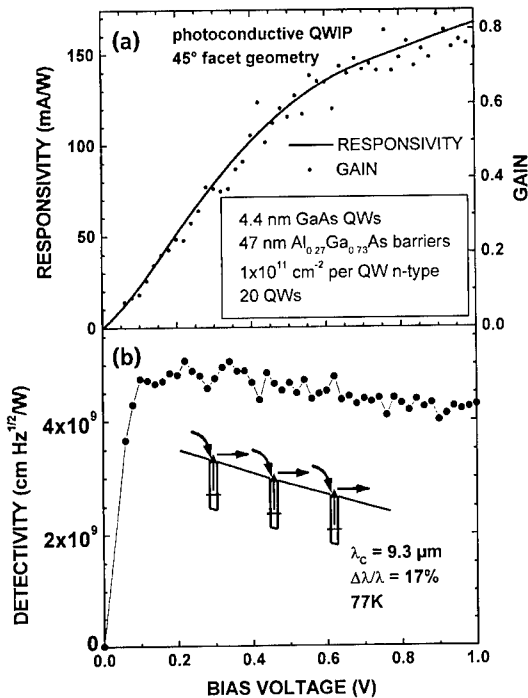 (a)
photoconductive QWIP
45° facet geometry
RESPONSIVITY (mA/W)
150
100
50
0
0.8
0.6
0.4
0.2
0.0
GAIN
RESPONSIVITY
GAIN
4.4 nm GaAs QWs
47 nm Al0.27Ga0.73As barriers
1x10^11 cm^-2 per QW n-type
20 QWs
(b)
DETECTIVITY (cm Hz^1/2/W)
4x10^9
2x10^9
0
λC = 9.3 μm
Δλ/λ = 17%
77K
0.0 0.2 0.4 0.6 0.8 1.0
BIAS VOLTAGE (V)